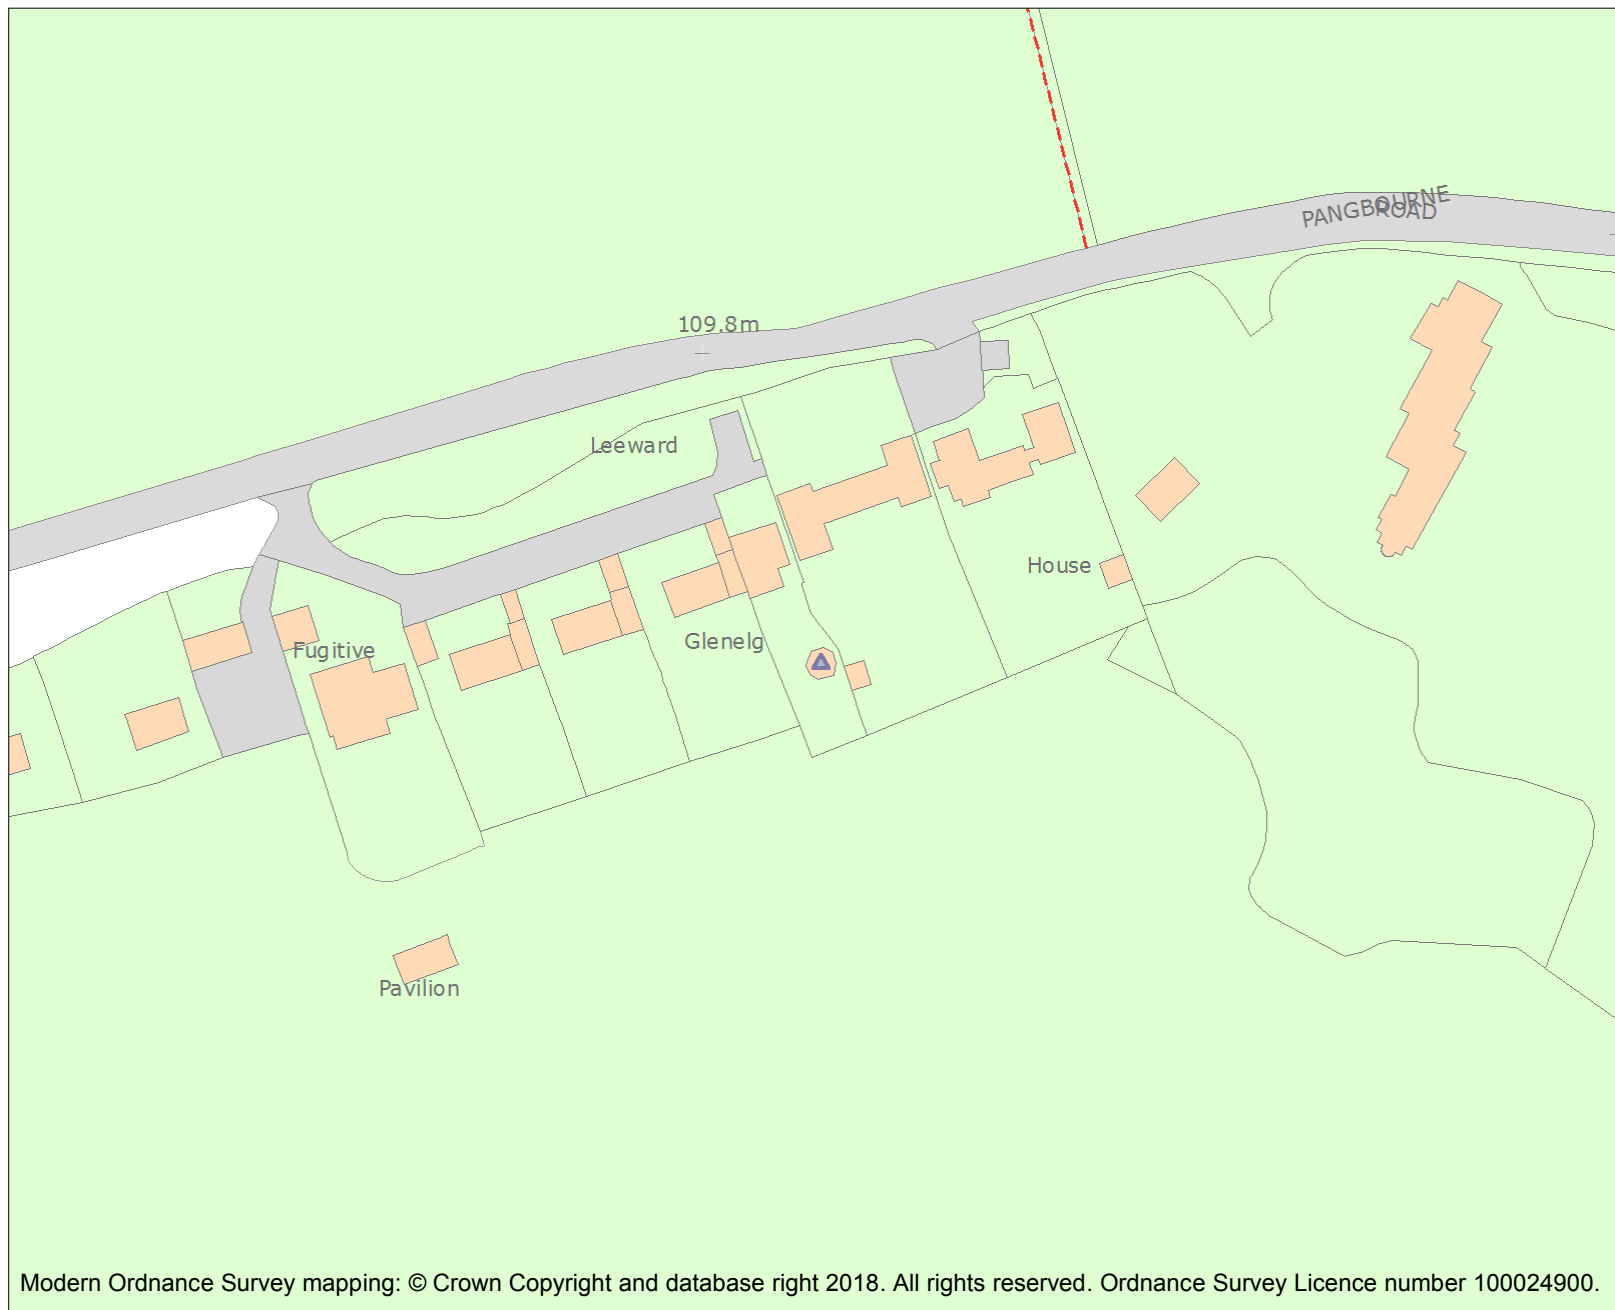 PANGBOURNE
ROAD
109.8m
Leeward
House
Fugitive
Glenelg
Pavilion
Modern Ordnance Survey mapping: © Crown Copyright and database right 2018. All rights reserved. Ordnance Survey Licence number 100024900.